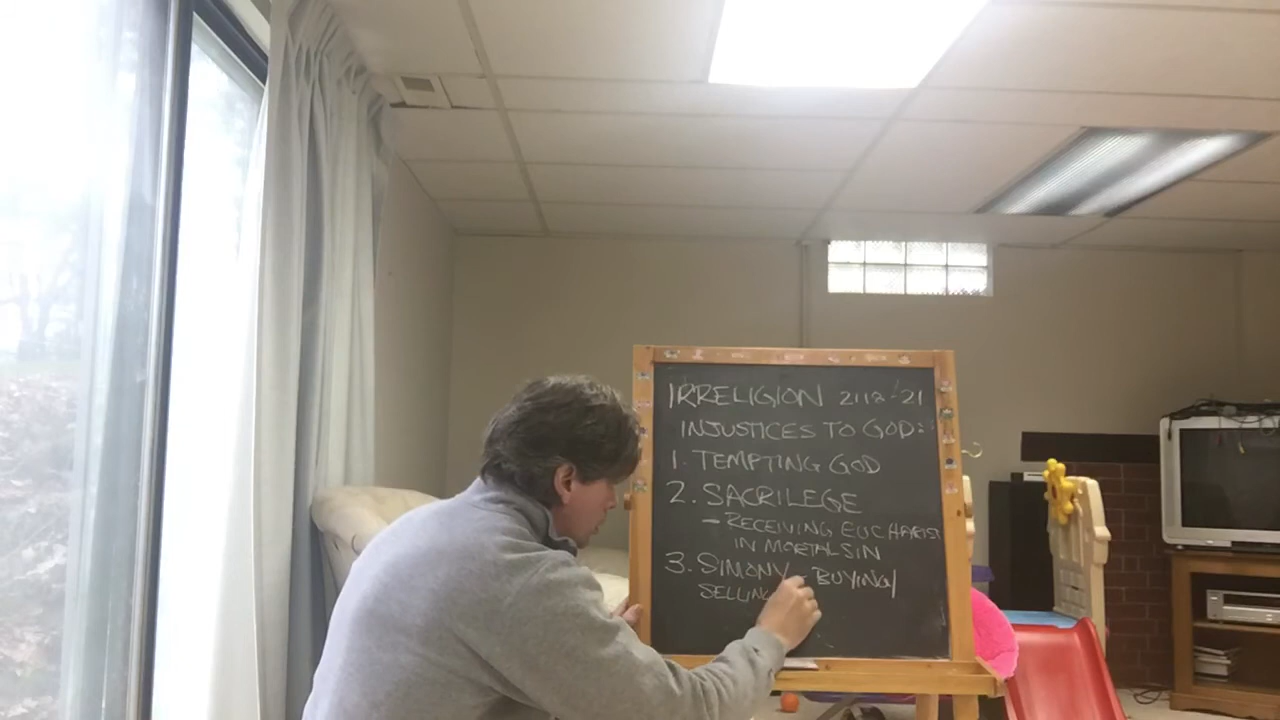 IRRELIGION 2118-21
INJUSTICES TO GOD:
1. TEMPTING GOD
2. SACRILEGE
- RECEIVING EUCHARIST
IN MORTAL SIN
3. SIMONY - BUYING/
SELLING